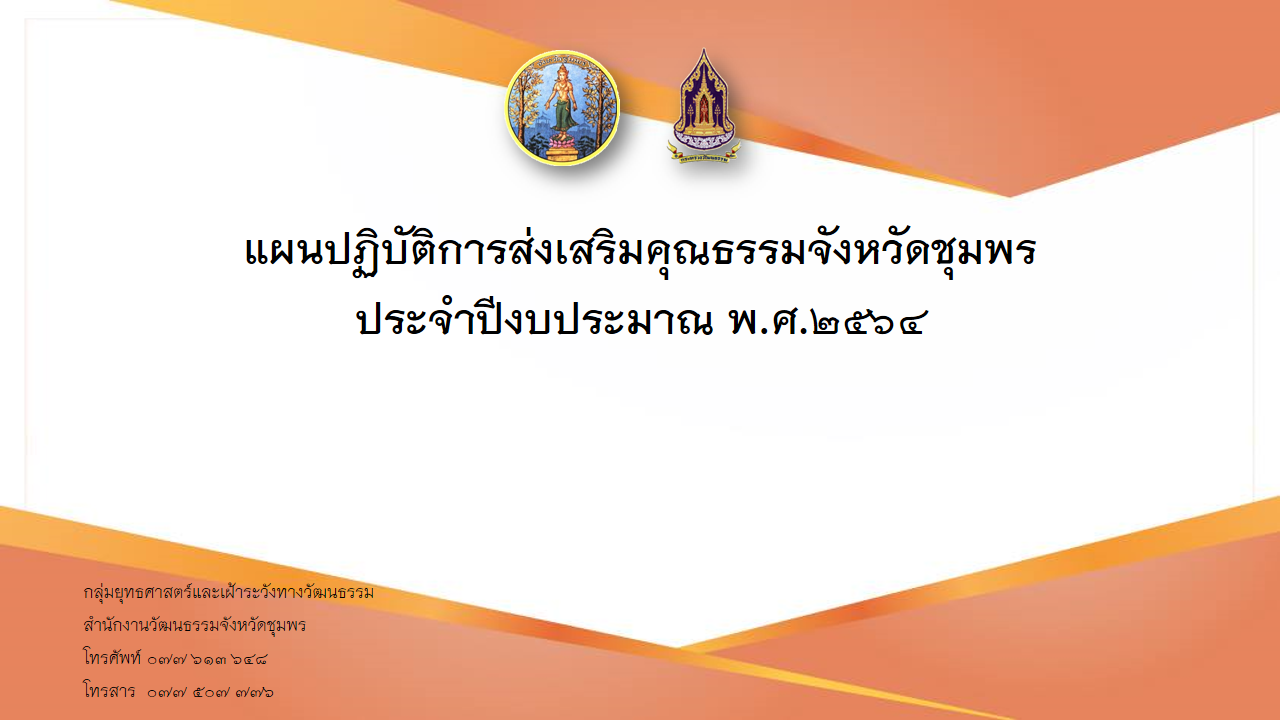 แผนปฏิบัติการส่งเสริมคุณธรรมจังหวัดชุมพร
ประจำปีงบประมาณ พ.ศ.๒๕๖๔
กลุ่มยุทธศาสตร์และเฝ้าระวังทางวัฒนธรรม
สำนักงานวัฒนธรรมจังหวัดชุมพร
โทรศัพท์ ๐๗๗ ๖๑๓ ๖๔๘
โทรสาร ๐๗๗ ๕๐๗ ๗๗๖